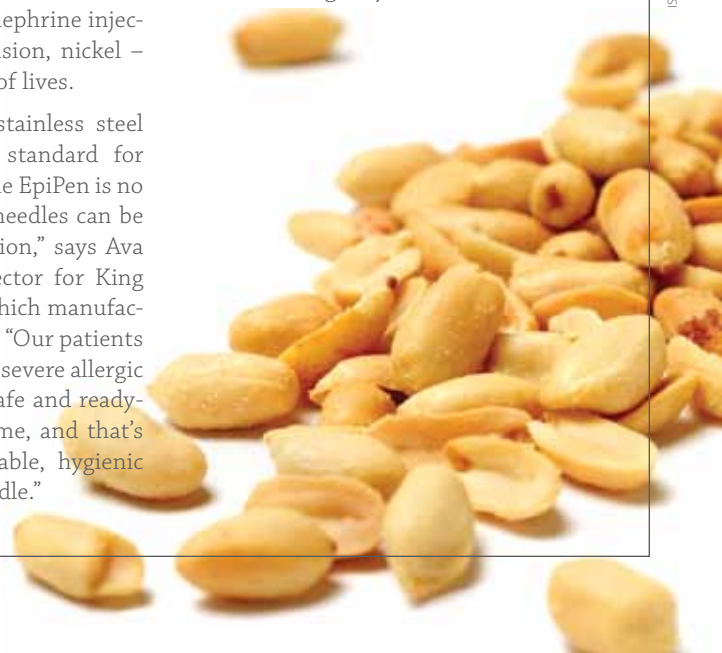 ephrine injec-
sion, nickel –
of lives.
stainless steel
standard for
e EpiPen is no
needles can be
ion,” says Ava
ector for King
hich manufac-
“Our patients
severe allergic
afe and ready-
me, and that’s
able, hygienic
dle.”